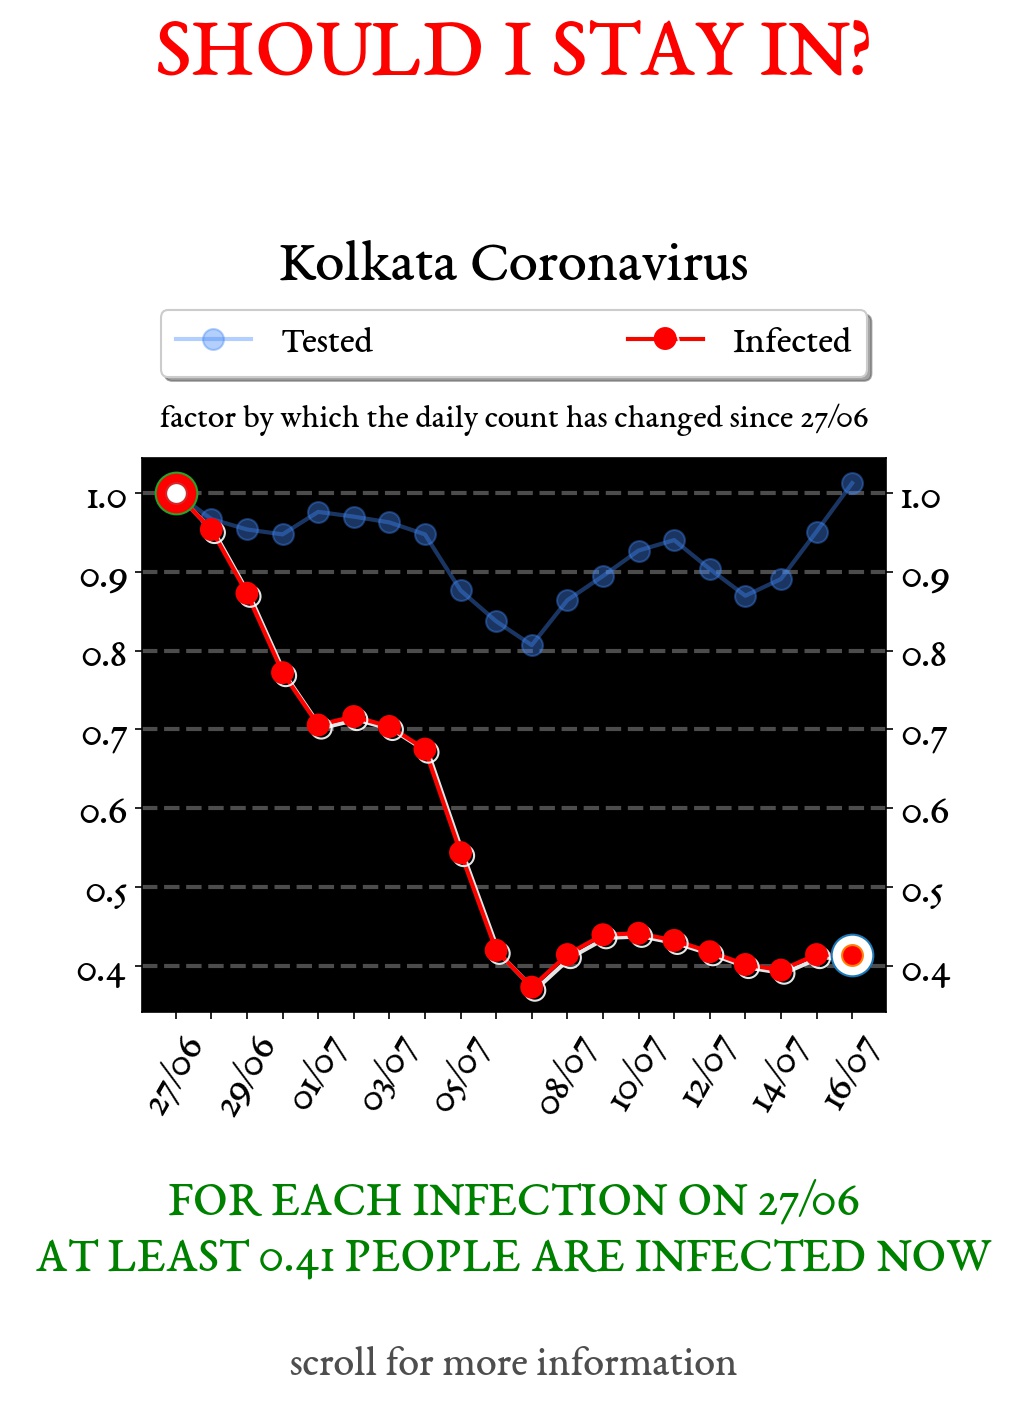 SHOULD I STAY IN?
Kolkata Coronavirus
Tested Infected
factor by which the daily count has changed since 27/06
1.0 1.0
0.9 0.9
0.8 0.8
0.7 0.7
0.6 0.6
0.5 0.5
0.4 0.4
27/06 29/06 01/07 03/07 05/07 08/07 10/07 12/07 14/07 16/07
FOR EACH INFECTION ON 27/06
AT LEAST 0.41 PEOPLE ARE INFECTED NOW
scroll for more information